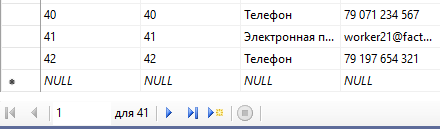 40 40 Телефон 79 071 234 567
41 41 Электронная п... worker21@fact...
42 42 Телефон 79 197 654 321
NULL NULL NULL NULL
1 для 41